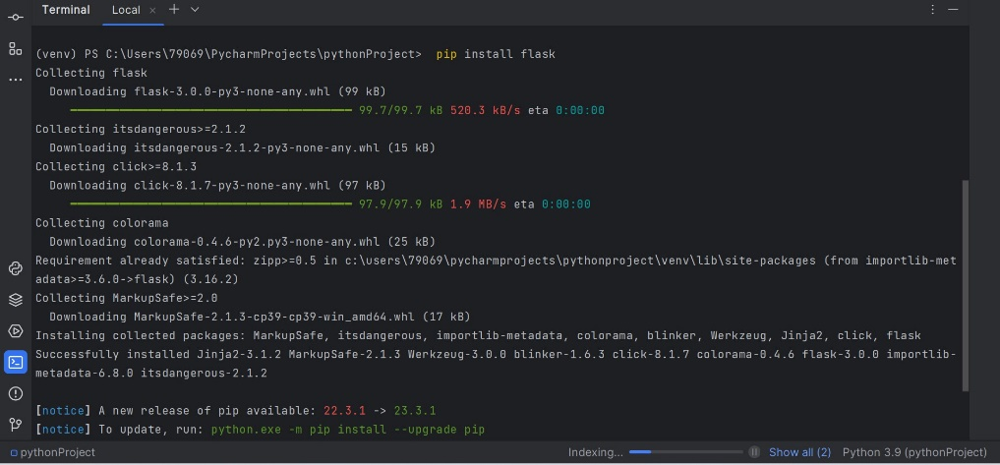 Terminal Local × +
(venv) PS C:\Users\79069\PycharmProjects\pythonProject> pip install flask
Collecting flask
Downloading flask-3.0.0-py3-none-any.whl (99 kB)
99.7/99.7 kB 520.3 kB/s eta 0:00:00
Collecting itsdangerous>=2.1.2
Downloading itsdangerous-2.1.2-py3-none-any.whl (15 kB)
Collecting click>=8.1.3
Downloading click-8.1.7-py3-none-any.whl (97 kB)
97.9/97.9 kB 1.9 MB/s eta 0:00:00
Collecting colorama
Downloading colorama-0.4.6-py2.py3-none-any.whl (25 kB)
Requirement already satisfied: zipp>=0.5 in c:\users\79069\pycharmprojects\pythonproject\venv\lib\site-packages (from importlib-met
adata>=3.6.0->flask) (3.16.2)
Collecting MarkupSafe>=2.0
Downloading MarkupSafe-2.1.3-cp39-cp39-win_amd64.whl (17 kB)
Installing collected packages: MarkupSafe, itsdangerous, importlib-metadata, colorama, blinker, Werkzeug, Jinja2, click, flask
Successfully installed Jinja2-3.1.2 MarkupSafe-2.1.3 Werkzeug-3.0.0 blinker-1.6.3 click-8.1.7 colorama-0.4.6 flask-3.0.0 importlib-
metadata-6.8.0 itsdangerous-2.1.2
[notice] A new release of pip available: 22.3.1 -> 23.3.1
[notice] To update, run: python.exe -m pip install --upgrade pip
pythonProject Indexing... Show all (2) Python 3.9 (pythonProject)